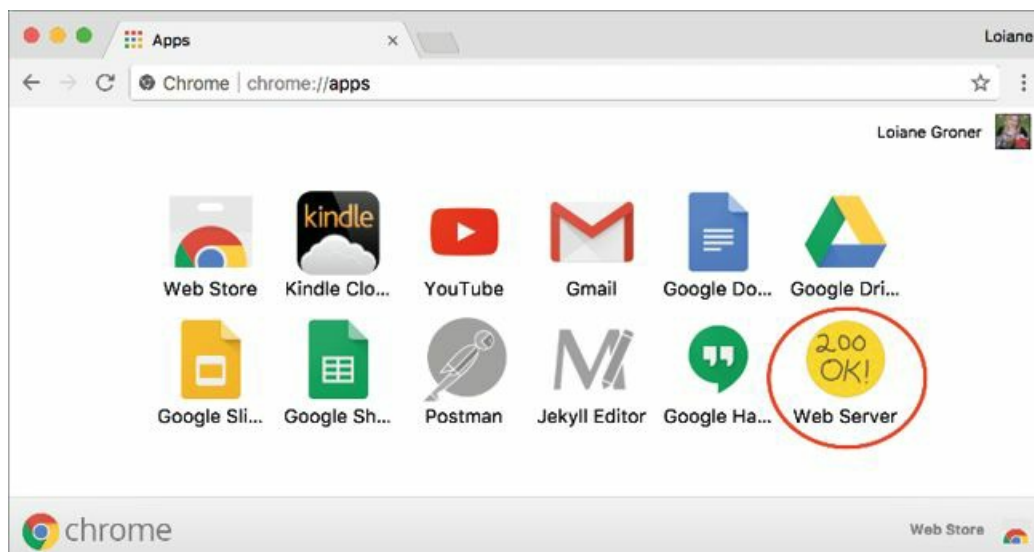 Apps
Loiane
Chrome | chrome://apps
Loiane Groner
kindle
Web Store Kindle Clo... YouTube Gmail Google Do... Google Dri...
200
OK!
Google Sli... Google Sh... Postman Jekyll Editor Google Ha... Web Server
chrome Web Store